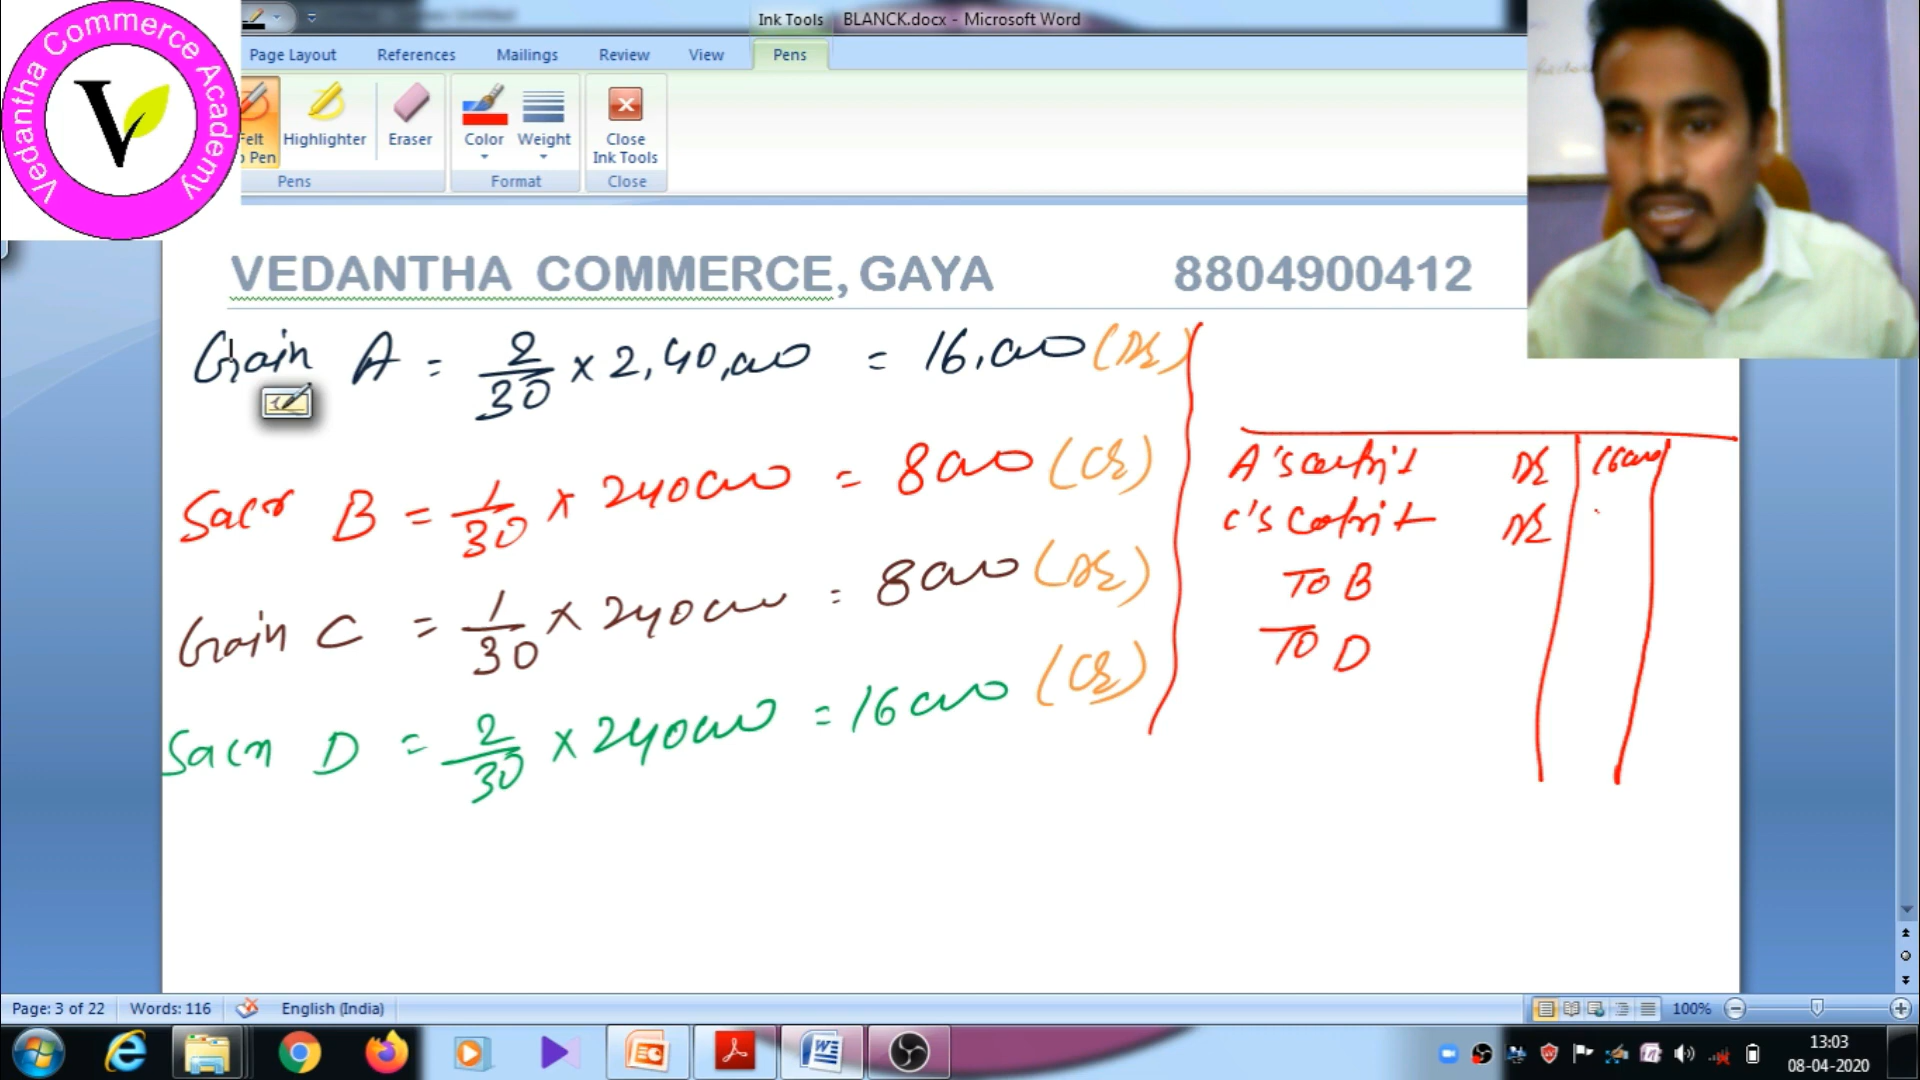 Vedantha Commerce Academy
V
Ink Tools
BLANCK.docx - Microsoft Word
Page Layout
References
Mailings
Review
View
Pens
Felt
Pen
Highlighter
Eraser
Color
Weight
Close
Ink Tools
Pens
Format
Close
VEDANTHA COMMERCE, GAYA 8804900412
Gain A = 2/30 × 2,40,000 = 16,000 (Dr)
Sacr B = 1/30 × 240000 = 8000 (Cr)
Gain C = 1/30 × 240000 = 8000 (Dr)
Sacr D = 2/30 × 240000 = 16000 (Cr)
A's Dr 16000
C's Dr
To B
To D
Page: 3 of 22
Words: 116
English (India)
100%
13:03
08-04-2020